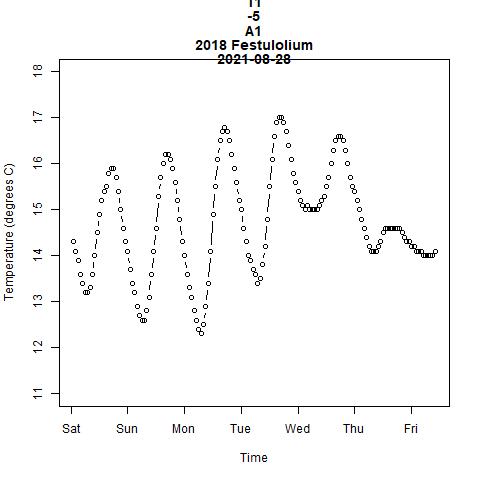 -5
A1
2018 Festulolium
2021-08-28
Temperature (degrees C)
18
17
16
15
14
13
12
11
Sat
Sun
Mon
Tue
Wed
Thu
Fri
Time